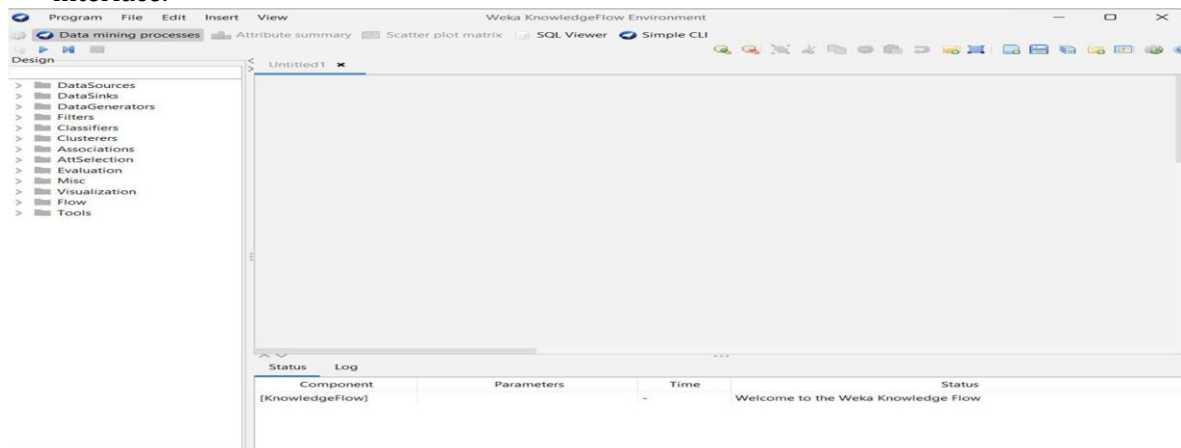 interface.
Program File Edit Insert View Weka KnowledgeFlow Environment
Data mining processes Attribute summary Scatter plot matrix SQL Viewer Simple CLI
Design
Untitled1
DataSources
DataSinks
DataGenerators
Filters
Classifiers
Clusterers
Associations
AttSelection
Evaluation
Misc
Visualization
Flow
Tools
Status Log
Component Parameters Time Status
[KnowledgeFlow] - Welcome to the Weka Knowledge Flow